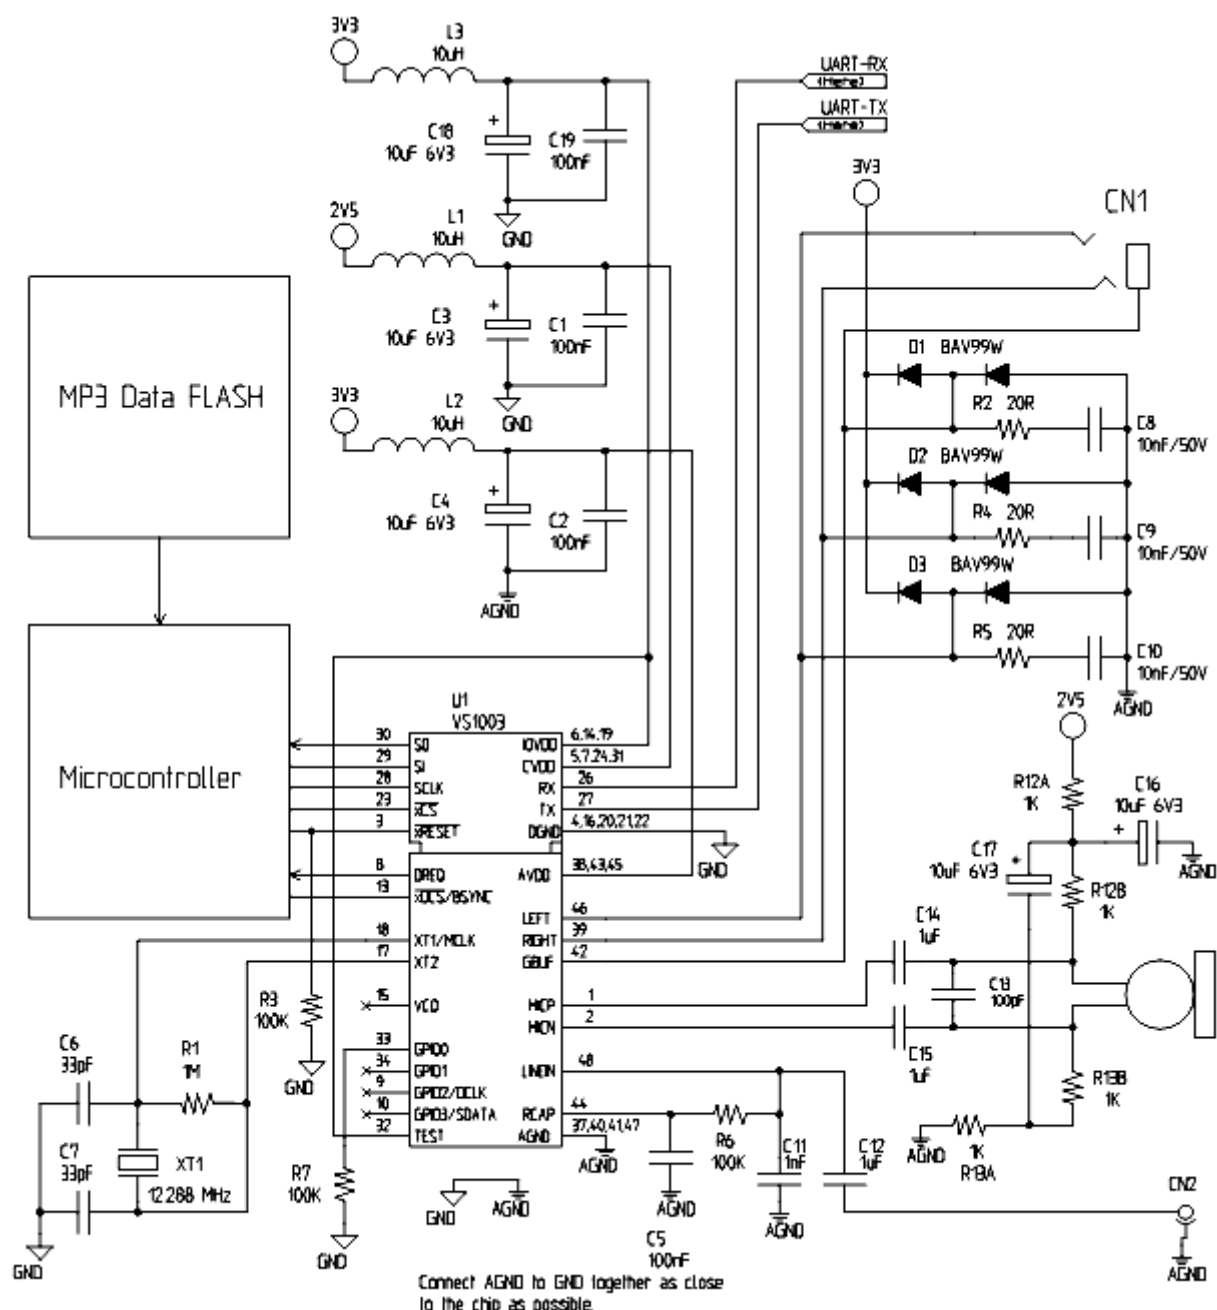 3V3
L3
10uH
C18
10uF 6V3
C19
100nF
GND
UART-RX
UART-TX
2V5
L1
10uH
C3
10uF 6V3
C1
100nF
GND
3V3
L2
10uH
C4
10uF 6V3
C2
100nF
AGND
3V3
CN1
D1 BAV99W
R2 20R
C8
10nF/50V
D2 BAV99W
R4 20R
C9
10nF/50V
D3 BAV99W
R5 20R
C10
10nF/50V
AGND
MP3 Data FLASH
Microcontroller
U1
VS1003
30 SO
29 SI
28 SCLK
23 XCS
3 XRESET
8 DREQ
13 XDCS/BSYNC
18 XT1/MCLK
17 XT2
15 VCO
33 GPIO0
34 GPIO1
9 GPIO2/DCLK
10 GPIO3/SDATA
32 TEST
IOVDD 6,14,19
CVDD 5,7,24,31
RX 26
TX 27
DGND 4,16,20,21,22
GND
AVDD 38,43,45
LEFT 46
RIGHT 39
GBUF 42
MICP 1
MICN 2
LINEIN 48
RCAP 44
AGND 37,40,41,47
AGND
2V5
R12A
1K
C16
10uF 6V3
AGND
C17
10uF 6V3
R12B
1K
C14
1uF
C13
100pF
C15
1uF
R13B
1K
AGND
1K
R13A
R3
100K
GND
C6
33pF
R1
1M
C7
33pF
XT1
12.288 MHz
GND
R7
100K
GND
GND
AGND
C5
100nF
AGND
R6
100K
C11
1nF
AGND
C12
1uF
CN2
AGND
Connect AGND to GND together as close
to the chip as possible.